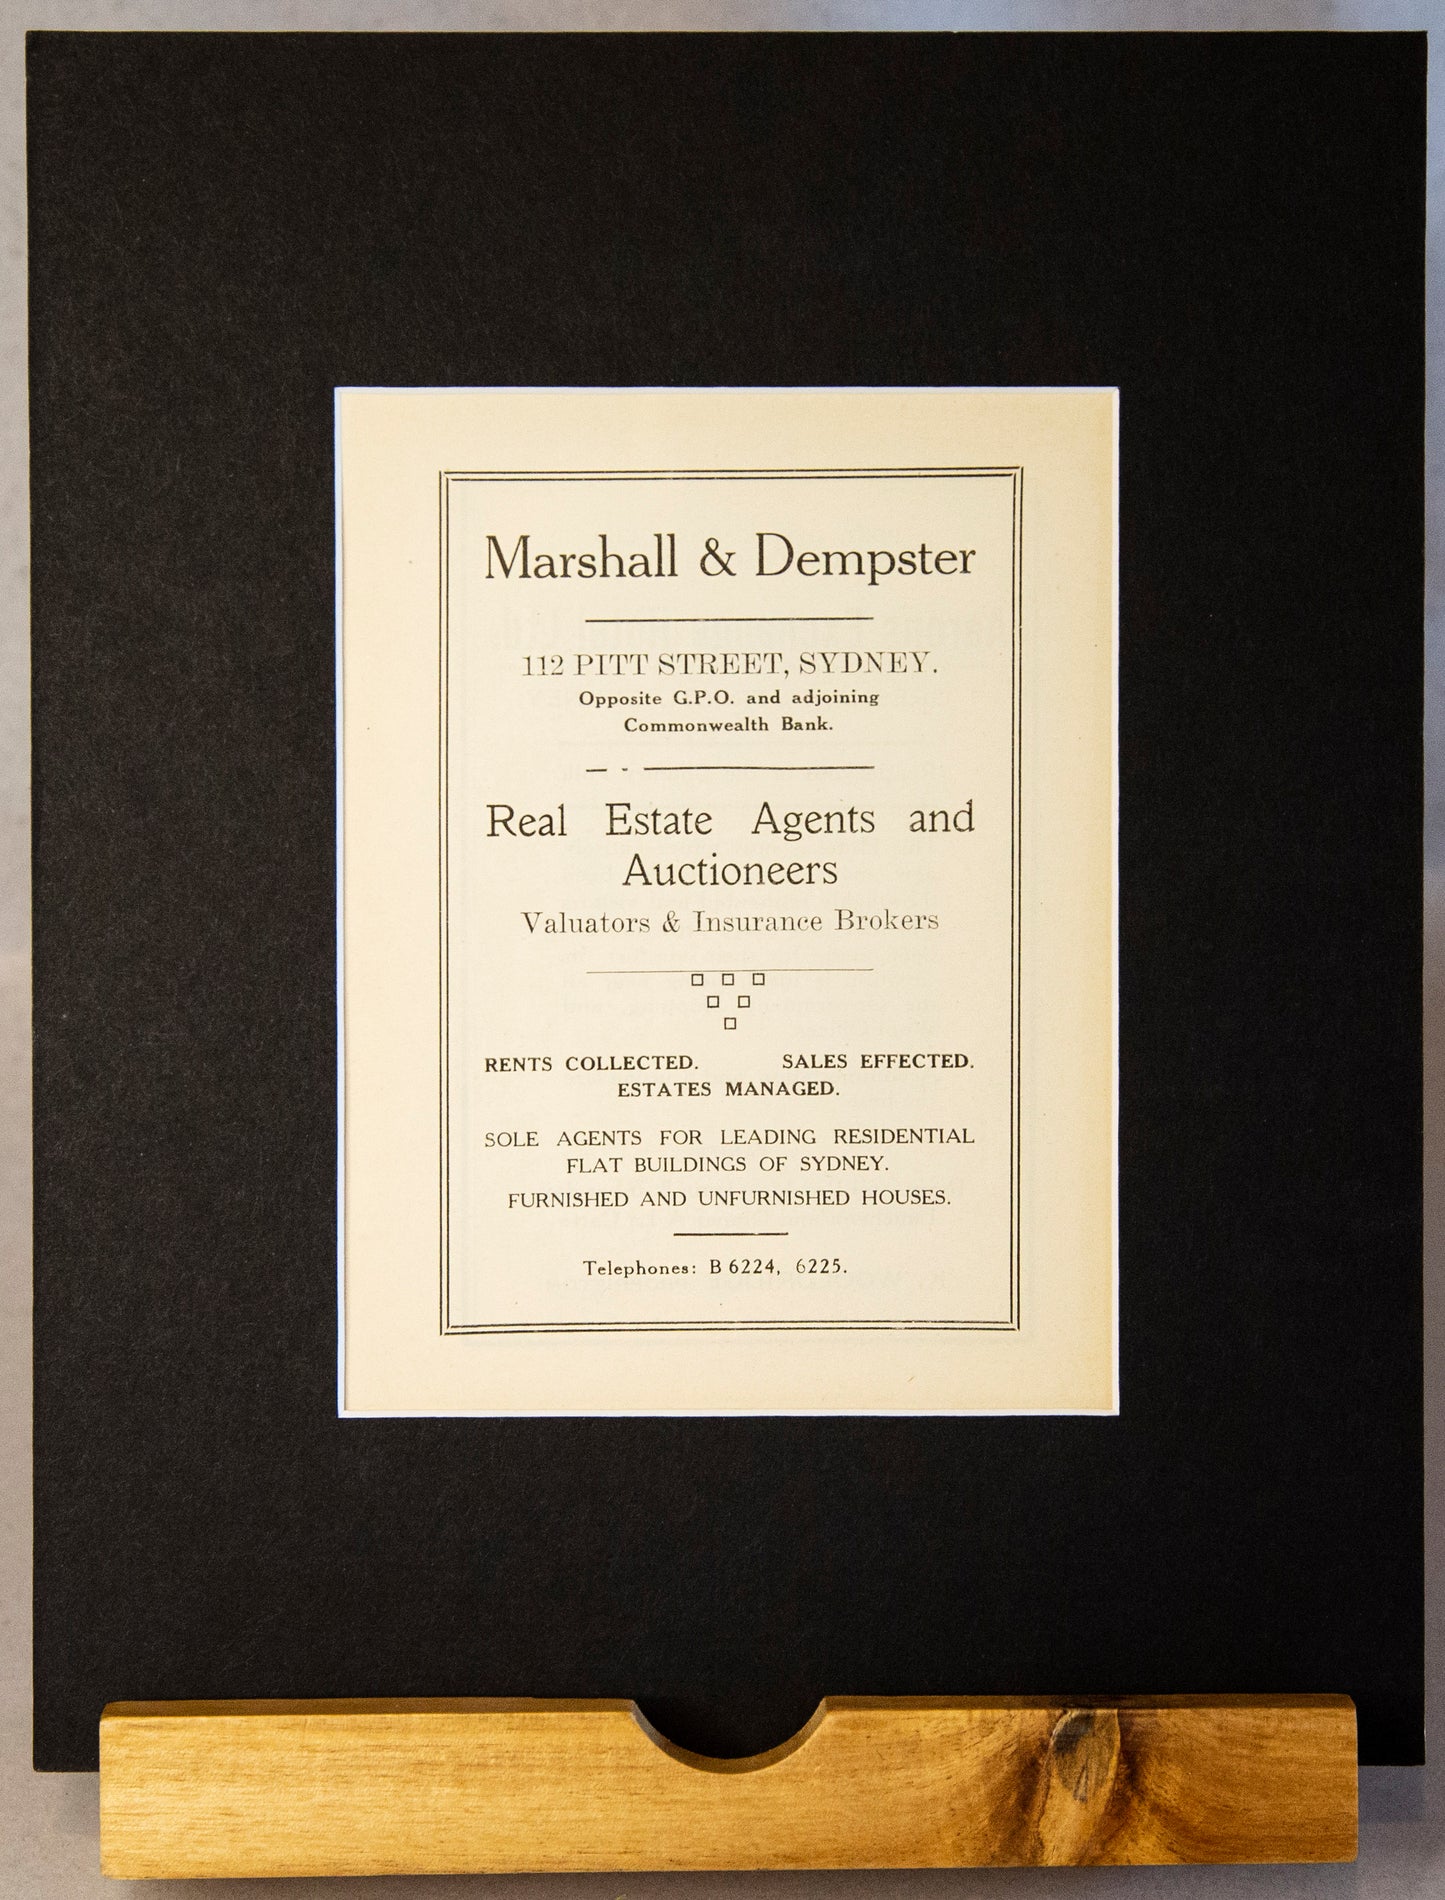 Marshall & Dempster
112 PITT STREET, SYDNEY.
Opposite G.P.O. and adjoining
Commonwealth Bank.
Real Estate Agents and
Auctioneers
Valuators & Insurance Brokers
RENTS COLLECTED. SALES EFFECTED.
ESTATES MANAGED.
SOLE AGENTS FOR LEADING RESIDENTIAL
FLAT BUILDINGS OF SYDNEY.
FURNISHED AND UNFURNISHED HOUSES.
Telephones: B 6224, 6225.